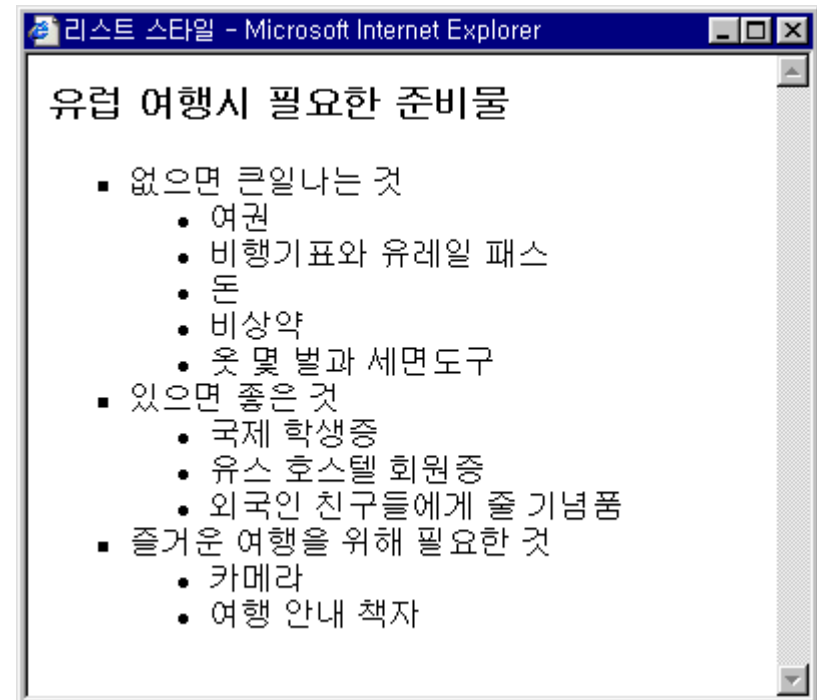 리스트 스타일 - Microsoft Internet Explorer
유럽 여행시 필요한 준비물
없으면 큰일나는 것
여권
비행기표와 유레일 패스
돈
비상약
옷 몇 벌과 세면도구
있으면 좋은 것
국제 학생증
유스 호스텔 회원증
외국인 친구들에게 줄 기념품
즐거운 여행을 위해 필요한 것
카메라
여행 안내 책자